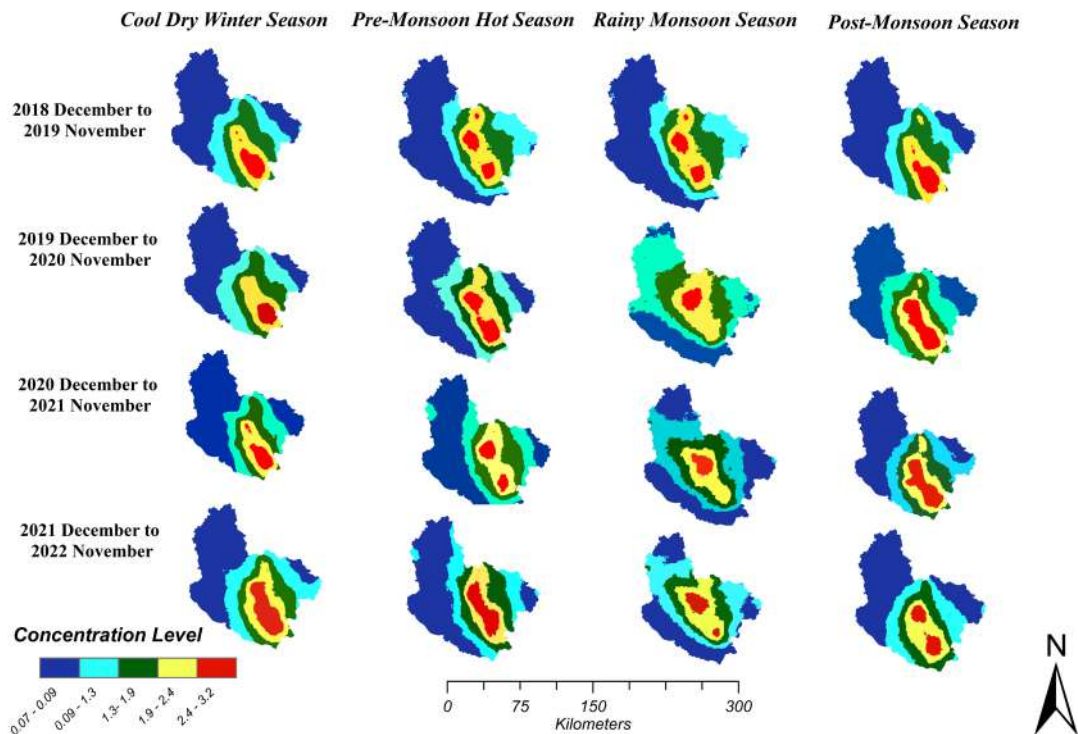 Cool Dry Winter Season
Pre-Monsoon Hot Season
Rainy Monsoon Season
Post-Monsoon Season
2018 December to
2019 November
2019 December to
2020 November
2020 December to
2021 November
2021 December to
2022 November
Concentration Level
0.07 - 0.09
0.09 - 1.3
1.3- 1.9
1.9 - 2.4
2.4 - 3.2
0 75 150 300
Kilometers
N